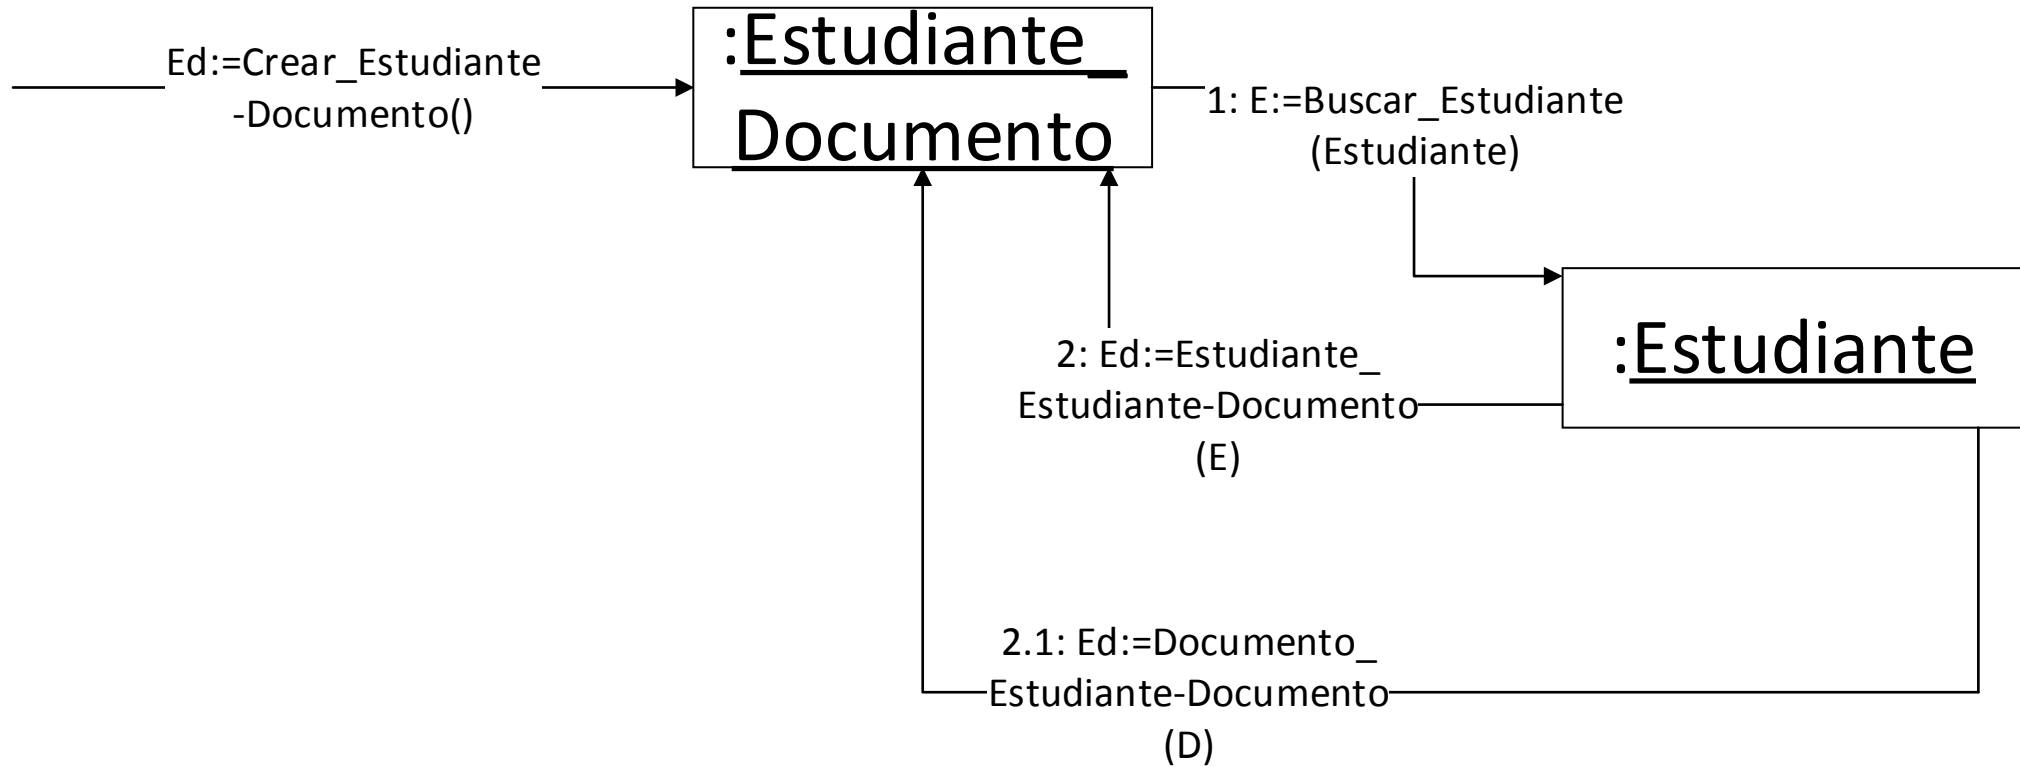 Ed:=Crear_Estudiante
-Documento()
:Estudiante_
Documento
1: E:=Buscar_Estudiante
(Estudiante)
:Estudiante
2: Ed:=Estudiante_
Estudiante-Documento
(E)
2.1: Ed:=Documento_
Estudiante-Documento
(D)